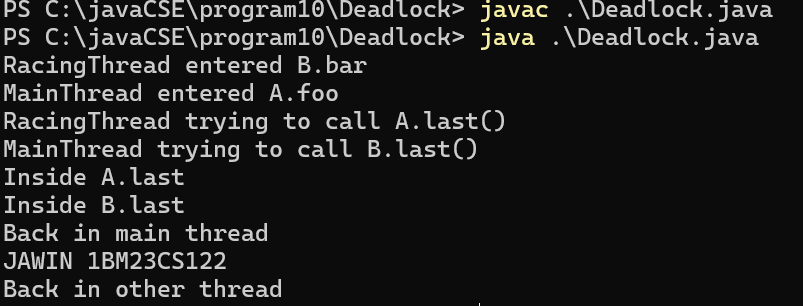 PS C:\javaCSE\program10\Deadlock> javac .\Deadlock.java
PS C:\javaCSE\program10\Deadlock> java .\Deadlock.java
RacingThread entered B.bar
MainThread entered A.foo
RacingThread trying to call A.last()
MainThread trying to call B.last()
Inside A.last
Inside B.last
Back in main thread
JAWIN 1BM23CS122
Back in other thread